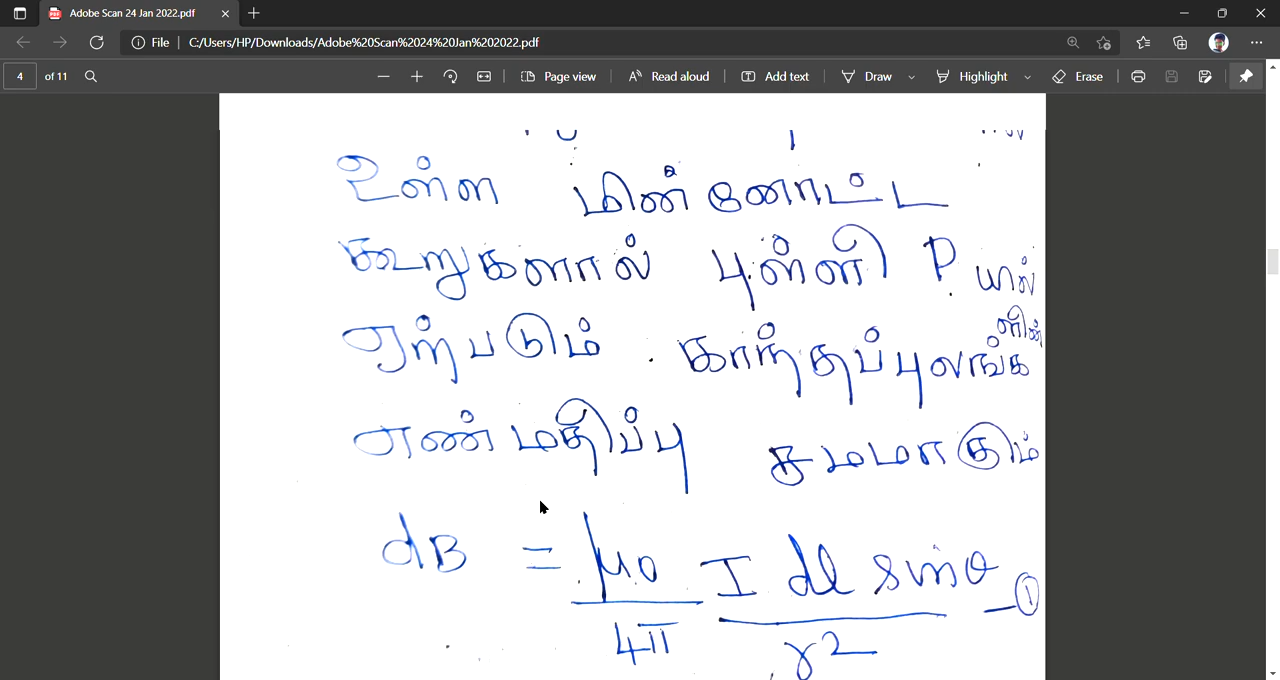 Adobe Scan 24 Jan 2022.pdf
File C:/Users/HP/Downloads/Adobe%20Scan%2024%20Jan%202022.pdf
4 of 11 Page view Read aloud Add text Draw Highlight Erase
உள்ள மின்னோட்ட
கூறுகளால் புள்ளி P யால்
ஏற்படும் காந்தப்புலங்களின்
எண்மதிப்பு சமமாகும்
dB = μ0/4π I dl sinθ/r2 —①